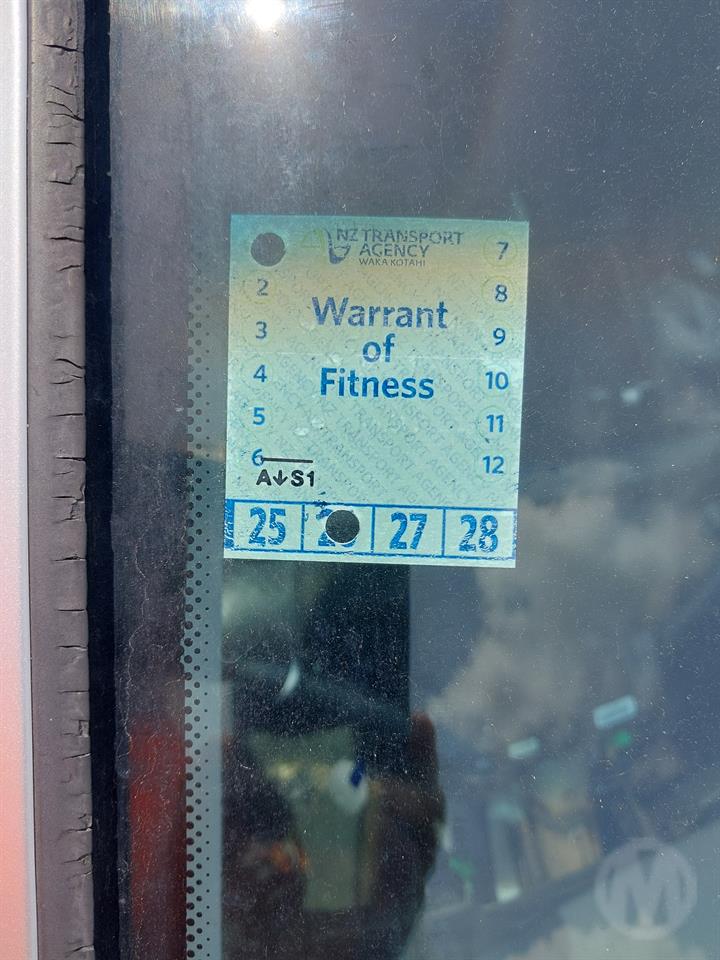 NZ TRANSPORT
AGENCY
WAKA KOTAHI
7
2
8
Warrant
3
9
of
4
10
Fitness
5
11
6
12
A↓S1
25 27 28
M